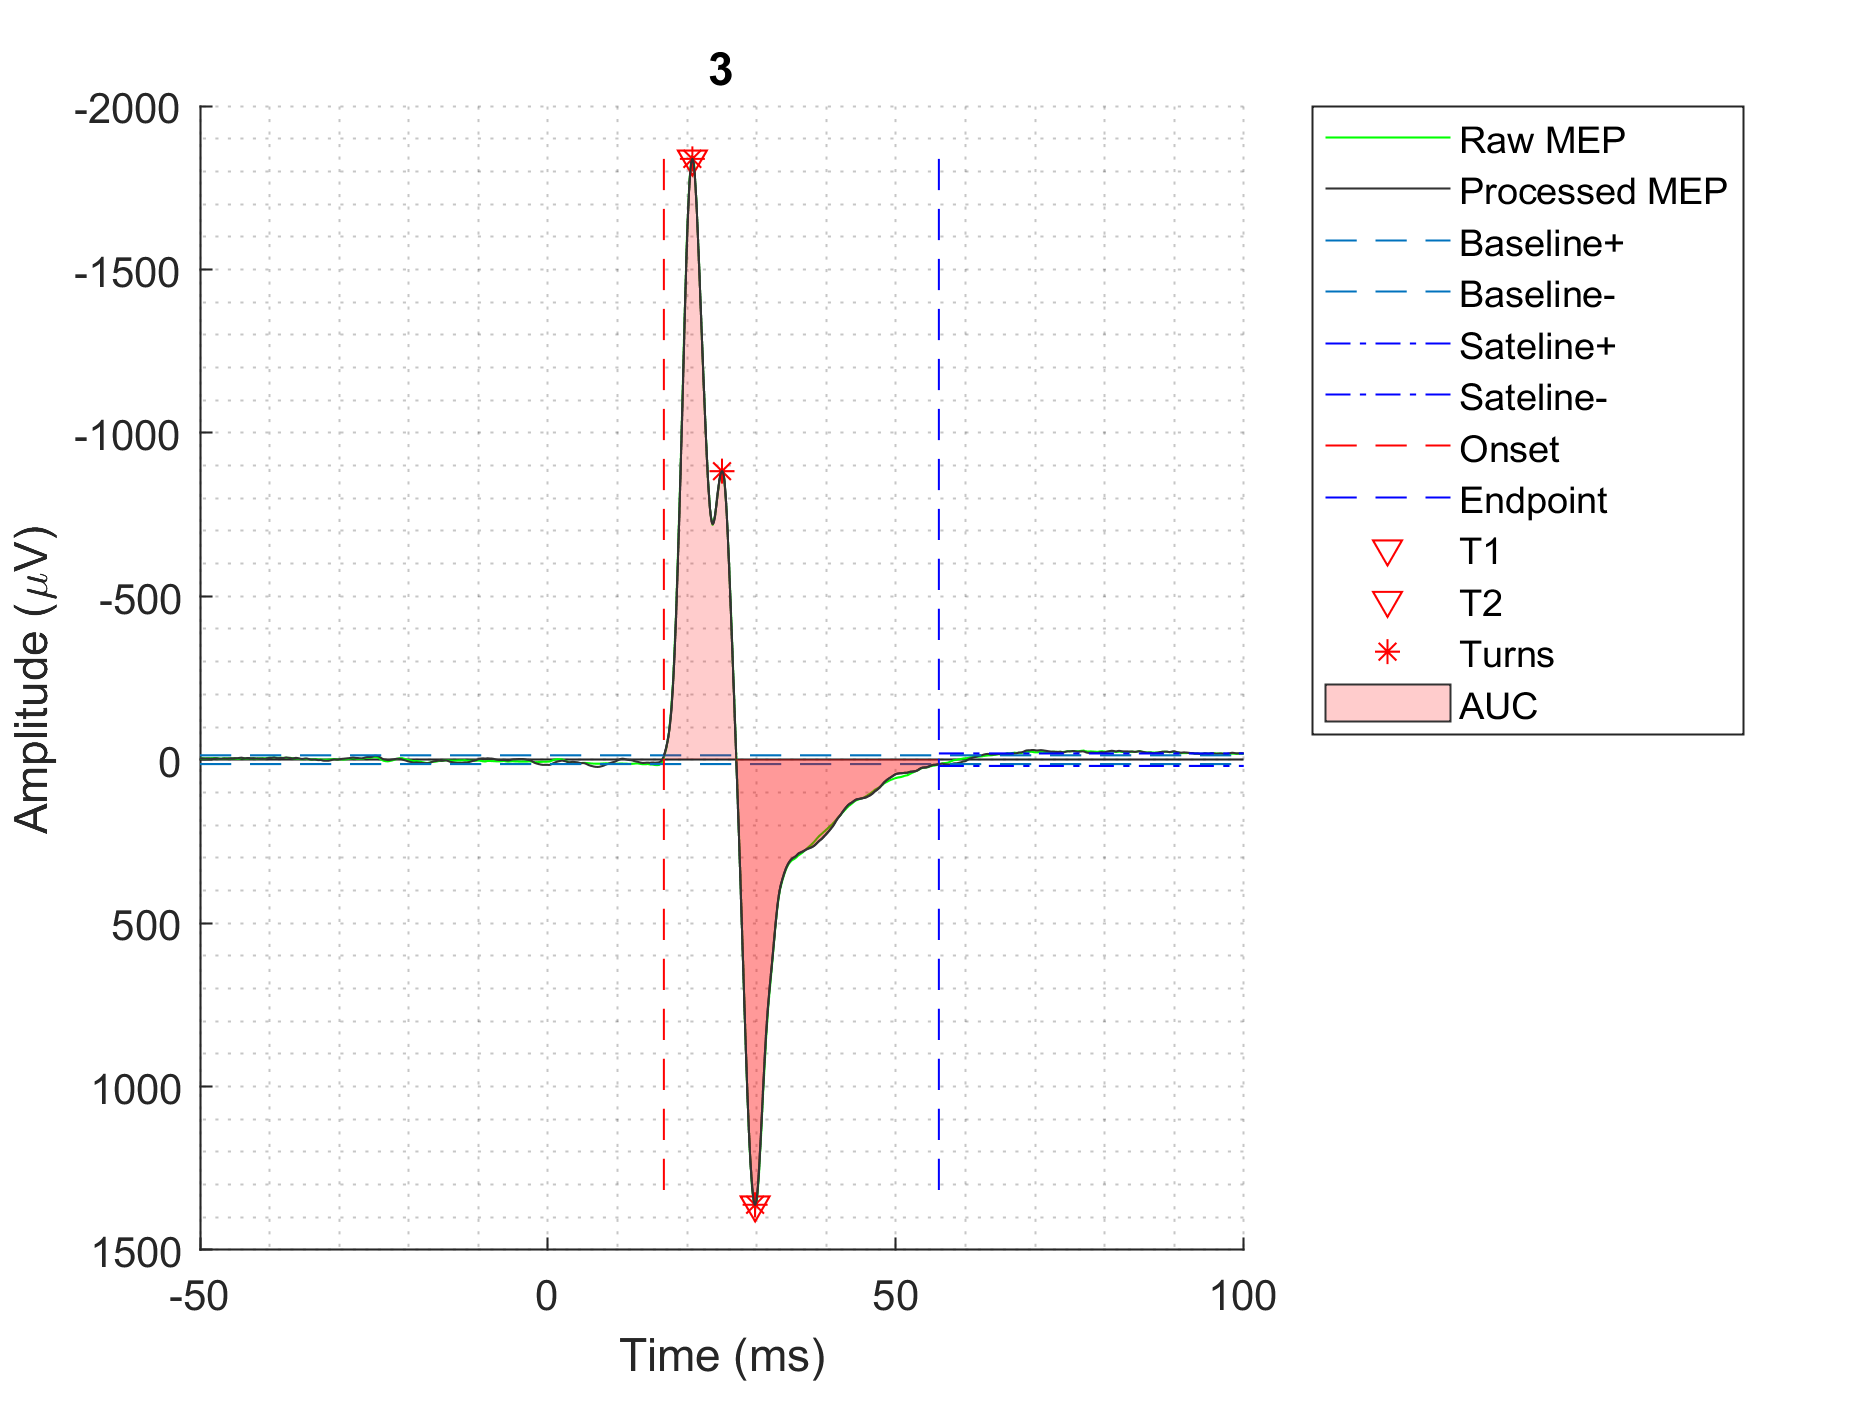 3
-2000
-1500
-1000
-500
0
500
1000
1500
Amplitude (μV)
-50
0
50
100
Time (ms)
Raw MEP
Processed MEP
Baseline+
Baseline-
Sateline+
Sateline-
Onset
Endpoint
T1
T2
Turns
AUC